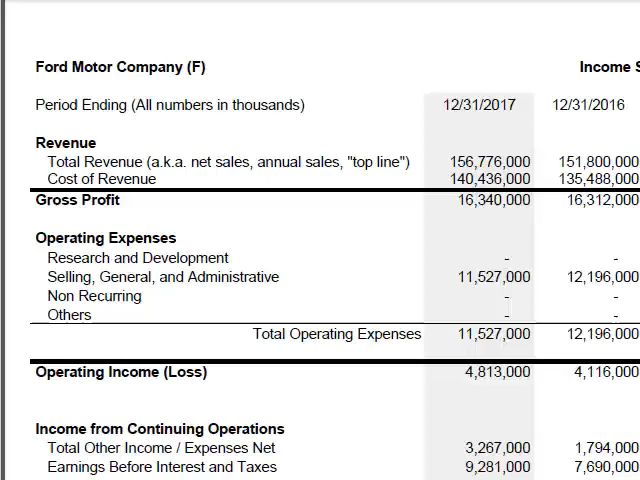 Ford Motor Company (F) Income S
Period Ending (All numbers in thousands) 12/31/2017 12/31/2016
Revenue
Total Revenue (a.k.a. net sales, annual sales, "top line") 156,776,000 151,800,000
Cost of Revenue 140,436,000 135,488,000
Gross Profit 16,340,000 16,312,000
Operating Expenses
Research and Development - -
Selling, General, and Administrative 11,527,000 12,196,000
Non Recurring - -
Others - -
Total Operating Expenses 11,527,000 12,196,000
Operating Income (Loss) 4,813,000 4,116,000
Income from Continuing Operations
Total Other Income / Expenses Net 3,267,000 1,794,000
Earnings Before Interest and Taxes 9,281,000 7,690,000